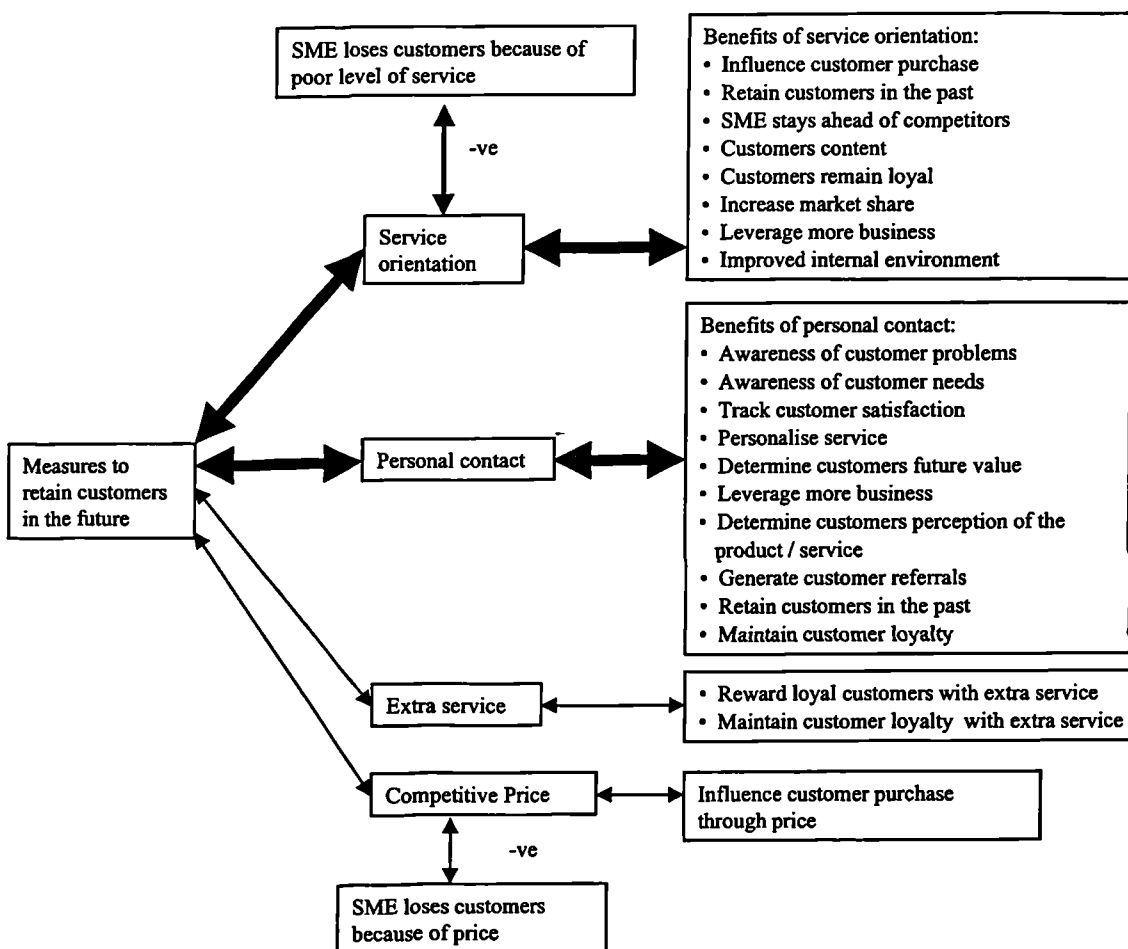 SME loses customers because of
poor level of service
-ve
Benefits of service orientation:
• Influence customer purchase
• Retain customers in the past
• SME stays ahead of competitors
• Customers content
• Customers remain loyal
• Increase market share
• Leverage more business
• Improved internal environment
Service
orientation
Benefits of personal contact:
• Awareness of customer problems
• Awareness of customer needs
• Track customer satisfaction
• Personalise service
• Determine customers future value
• Leverage more business
• Determine customers perception of the
product / service
• Generate customer referrals
• Retain customers in the past
• Maintain customer loyalty
Measures to
retain customers
in the future
Personal contact
Extra service
• Reward loyal customers with extra service
• Maintain customer loyalty with extra service
Competitive Price
Influence customer purchase
through price
-ve
SME loses customers
because of price